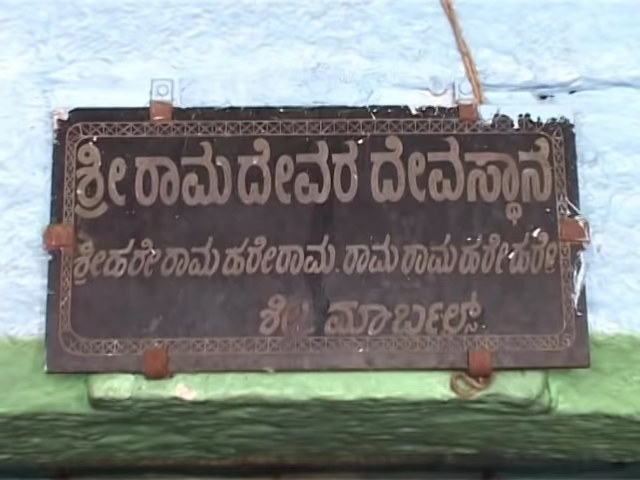 ಶ್ರೀ ರಾಮದೇವರ ದೇವಸ್ಥಾನ
ಶ್ರೀ ಹರೇ ರಾಮ ಹರೇ ರಾಮ ರಾಮ ರಾಮ ಹರೇ ಹರೇ
ಮಾರ್ಬಲ್ಸ್